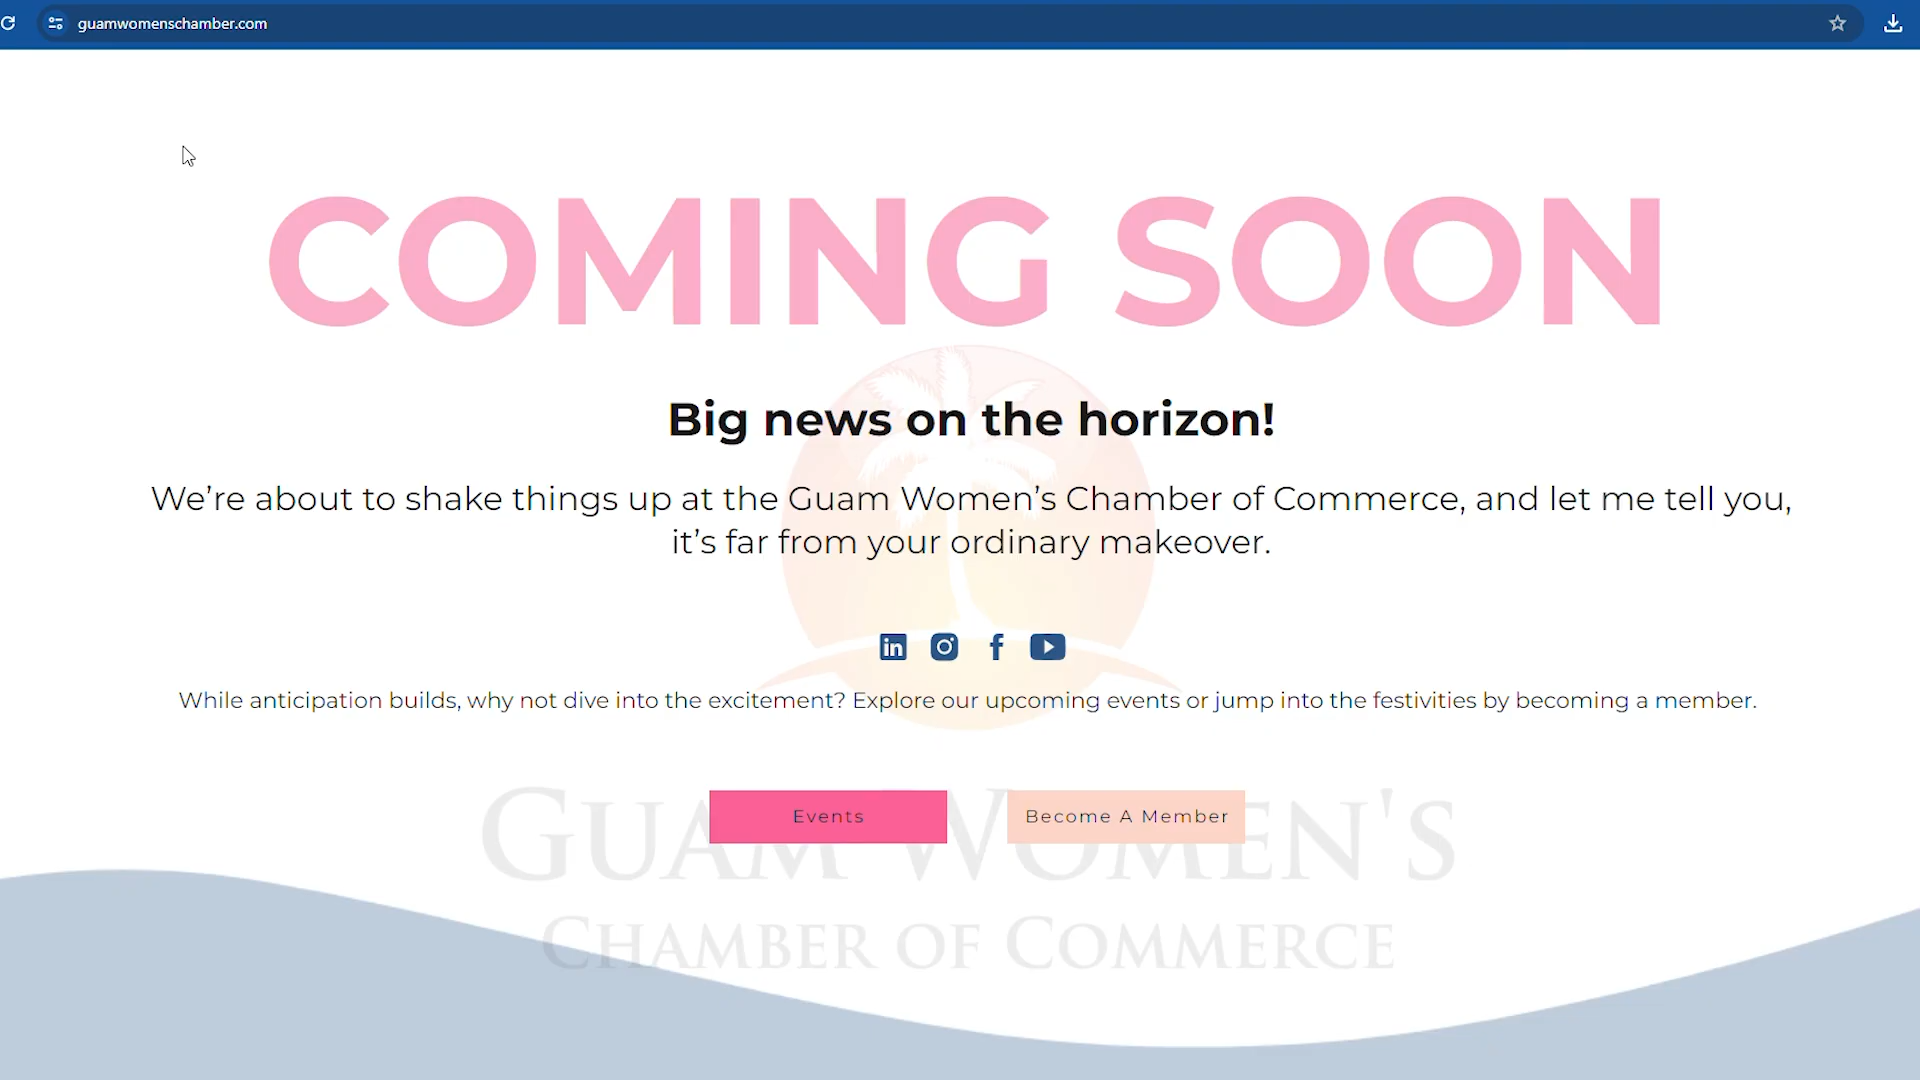 guamwomenschamber.com
COMING SOON
Big news on the horizon!
We’re about to shake things up at the Guam Women’s Chamber of Commerce, and let me tell you,
it’s far from your ordinary makeover.
in
f
While anticipation builds, why not dive into the excitement? Explore our upcoming events or jump into the festivities by becoming a member.
Events
Become A Member
GUAM WOMEN'S
CHAMBER OF COMMERCE